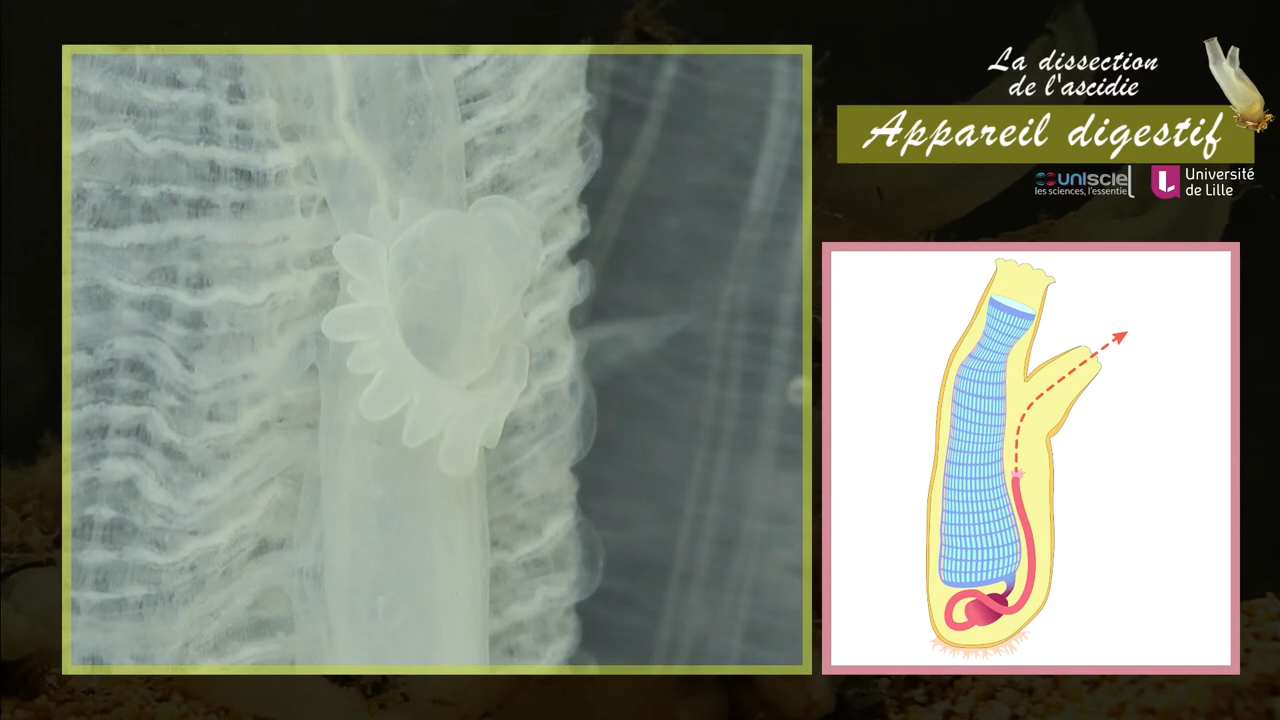 La dissection
de l'ascidie
Appareil digestif
unisciel
les sciences, l'essentiel
Université
de Lille